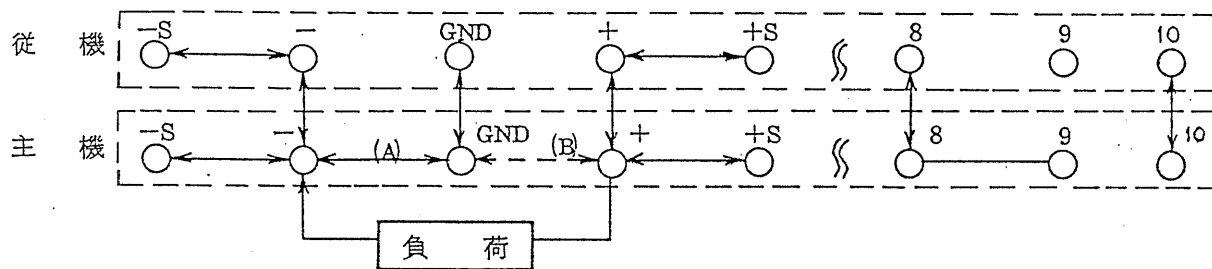 従 機 -S - GND + +S 8 9 10
主 機 -S - (A) GND (B) + +S 8 9 10
負 荷